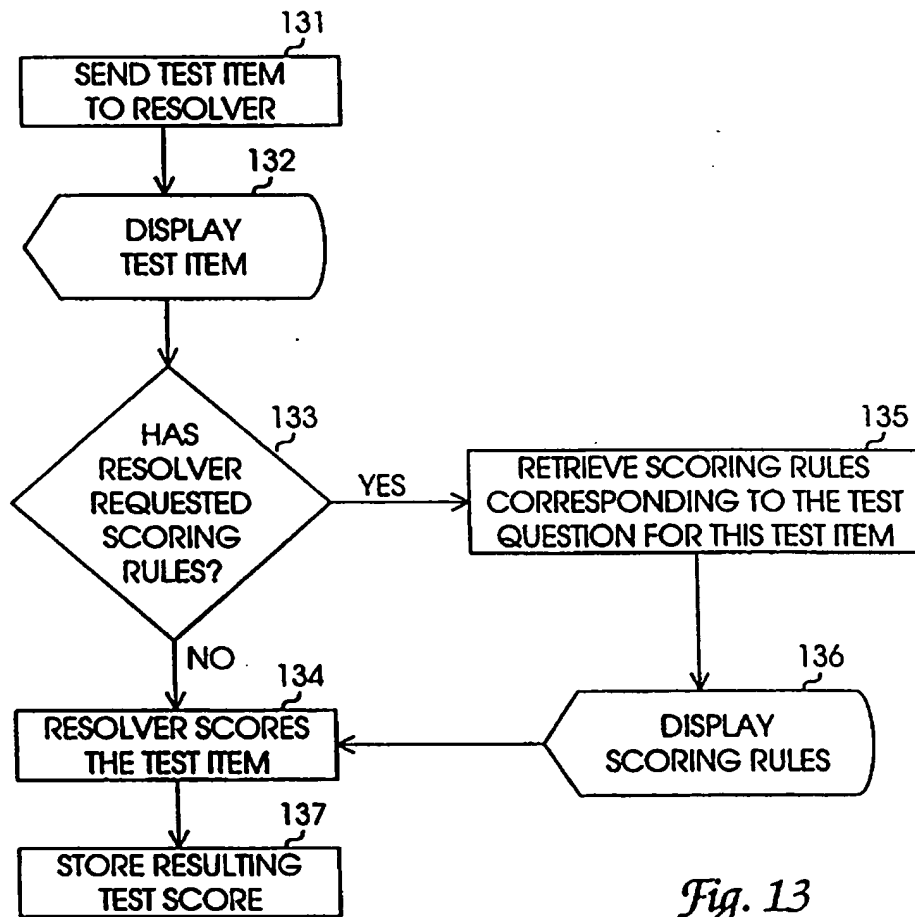 131
SEND TEST ITEM
TO RESOLVER
132
DISPLAY
TEST ITEM
133
HAS
RESOLVER
REQUESTED
SCORING
RULES?
YES
135
RETRIEVE SCORING RULES
CORRESPONDING TO THE TEST
QUESTION FOR THIS TEST ITEM
NO
134
RESOLVER SCORES
THE TEST ITEM
136
DISPLAY
SCORING RULES
137
STORE RESULTING
TEST SCORE
Fig. 13